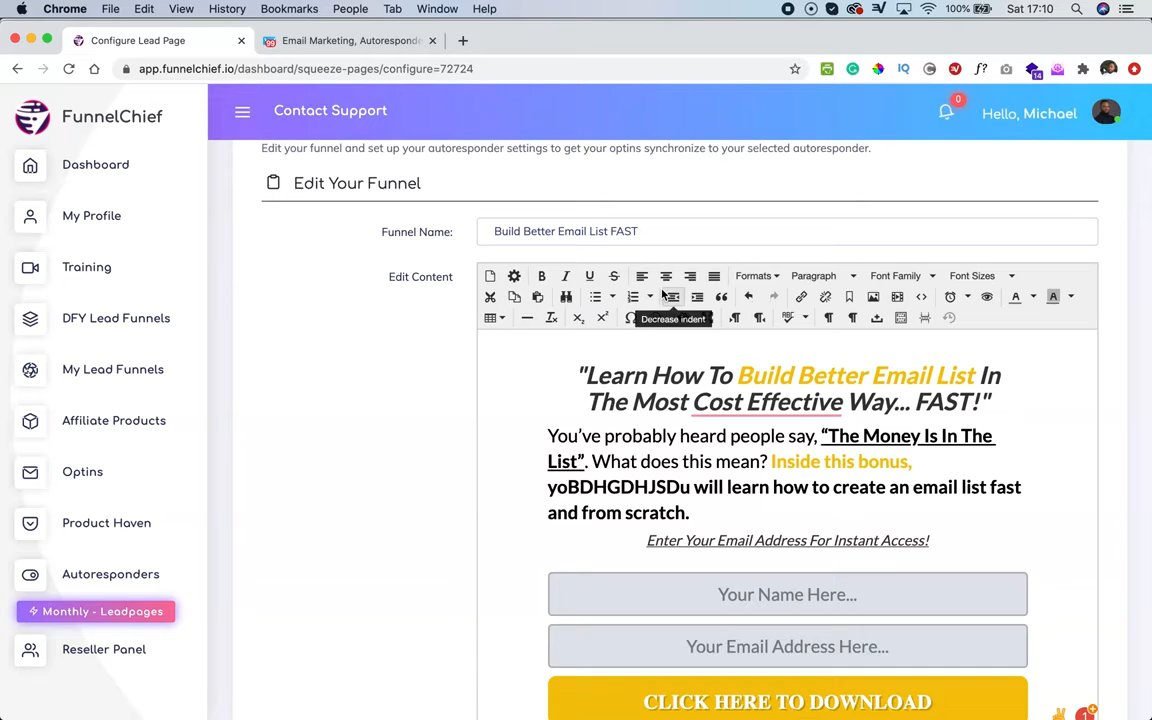 Chrome File Edit View History Bookmarks People Tab Window Help 100% Sat 17:10
Configure Lead Page
Email Marketing, Autoresponde
app.funnelchief.io/dashboard/squeeze-pages/configure=72724
IQ
f?
14
FunnelChief
Contact Support
0
Hello, Michael
Dashboard
My Profile
Training
DFY Lead Funnels
My Lead Funnels
Affiliate Products
Optins
Product Haven
Autoresponders
Monthly - Leadpages
Reseller Panel
Edit your funnel and set up your autoresponder settings to get your optins synchronize to your selected autoresponder.
Edit Your Funnel
Funnel Name:
Build Better Email List FAST
Edit Content
Formats Paragraph Font Family Font Sizes
Decrease indent
"Learn How To Build Better Email List In
The Most Cost Effective Way... FAST!"
You’ve probably heard people say, “The Money Is In The
List”. What does this mean? Inside this bonus,
yoBDHGDHJSDu will learn how to create an email list fast
and from scratch.
Enter Your Email Address For Instant Access!
Your Name Here...
Your Email Address Here...
CLICK HERE TO DOWNLOAD
1